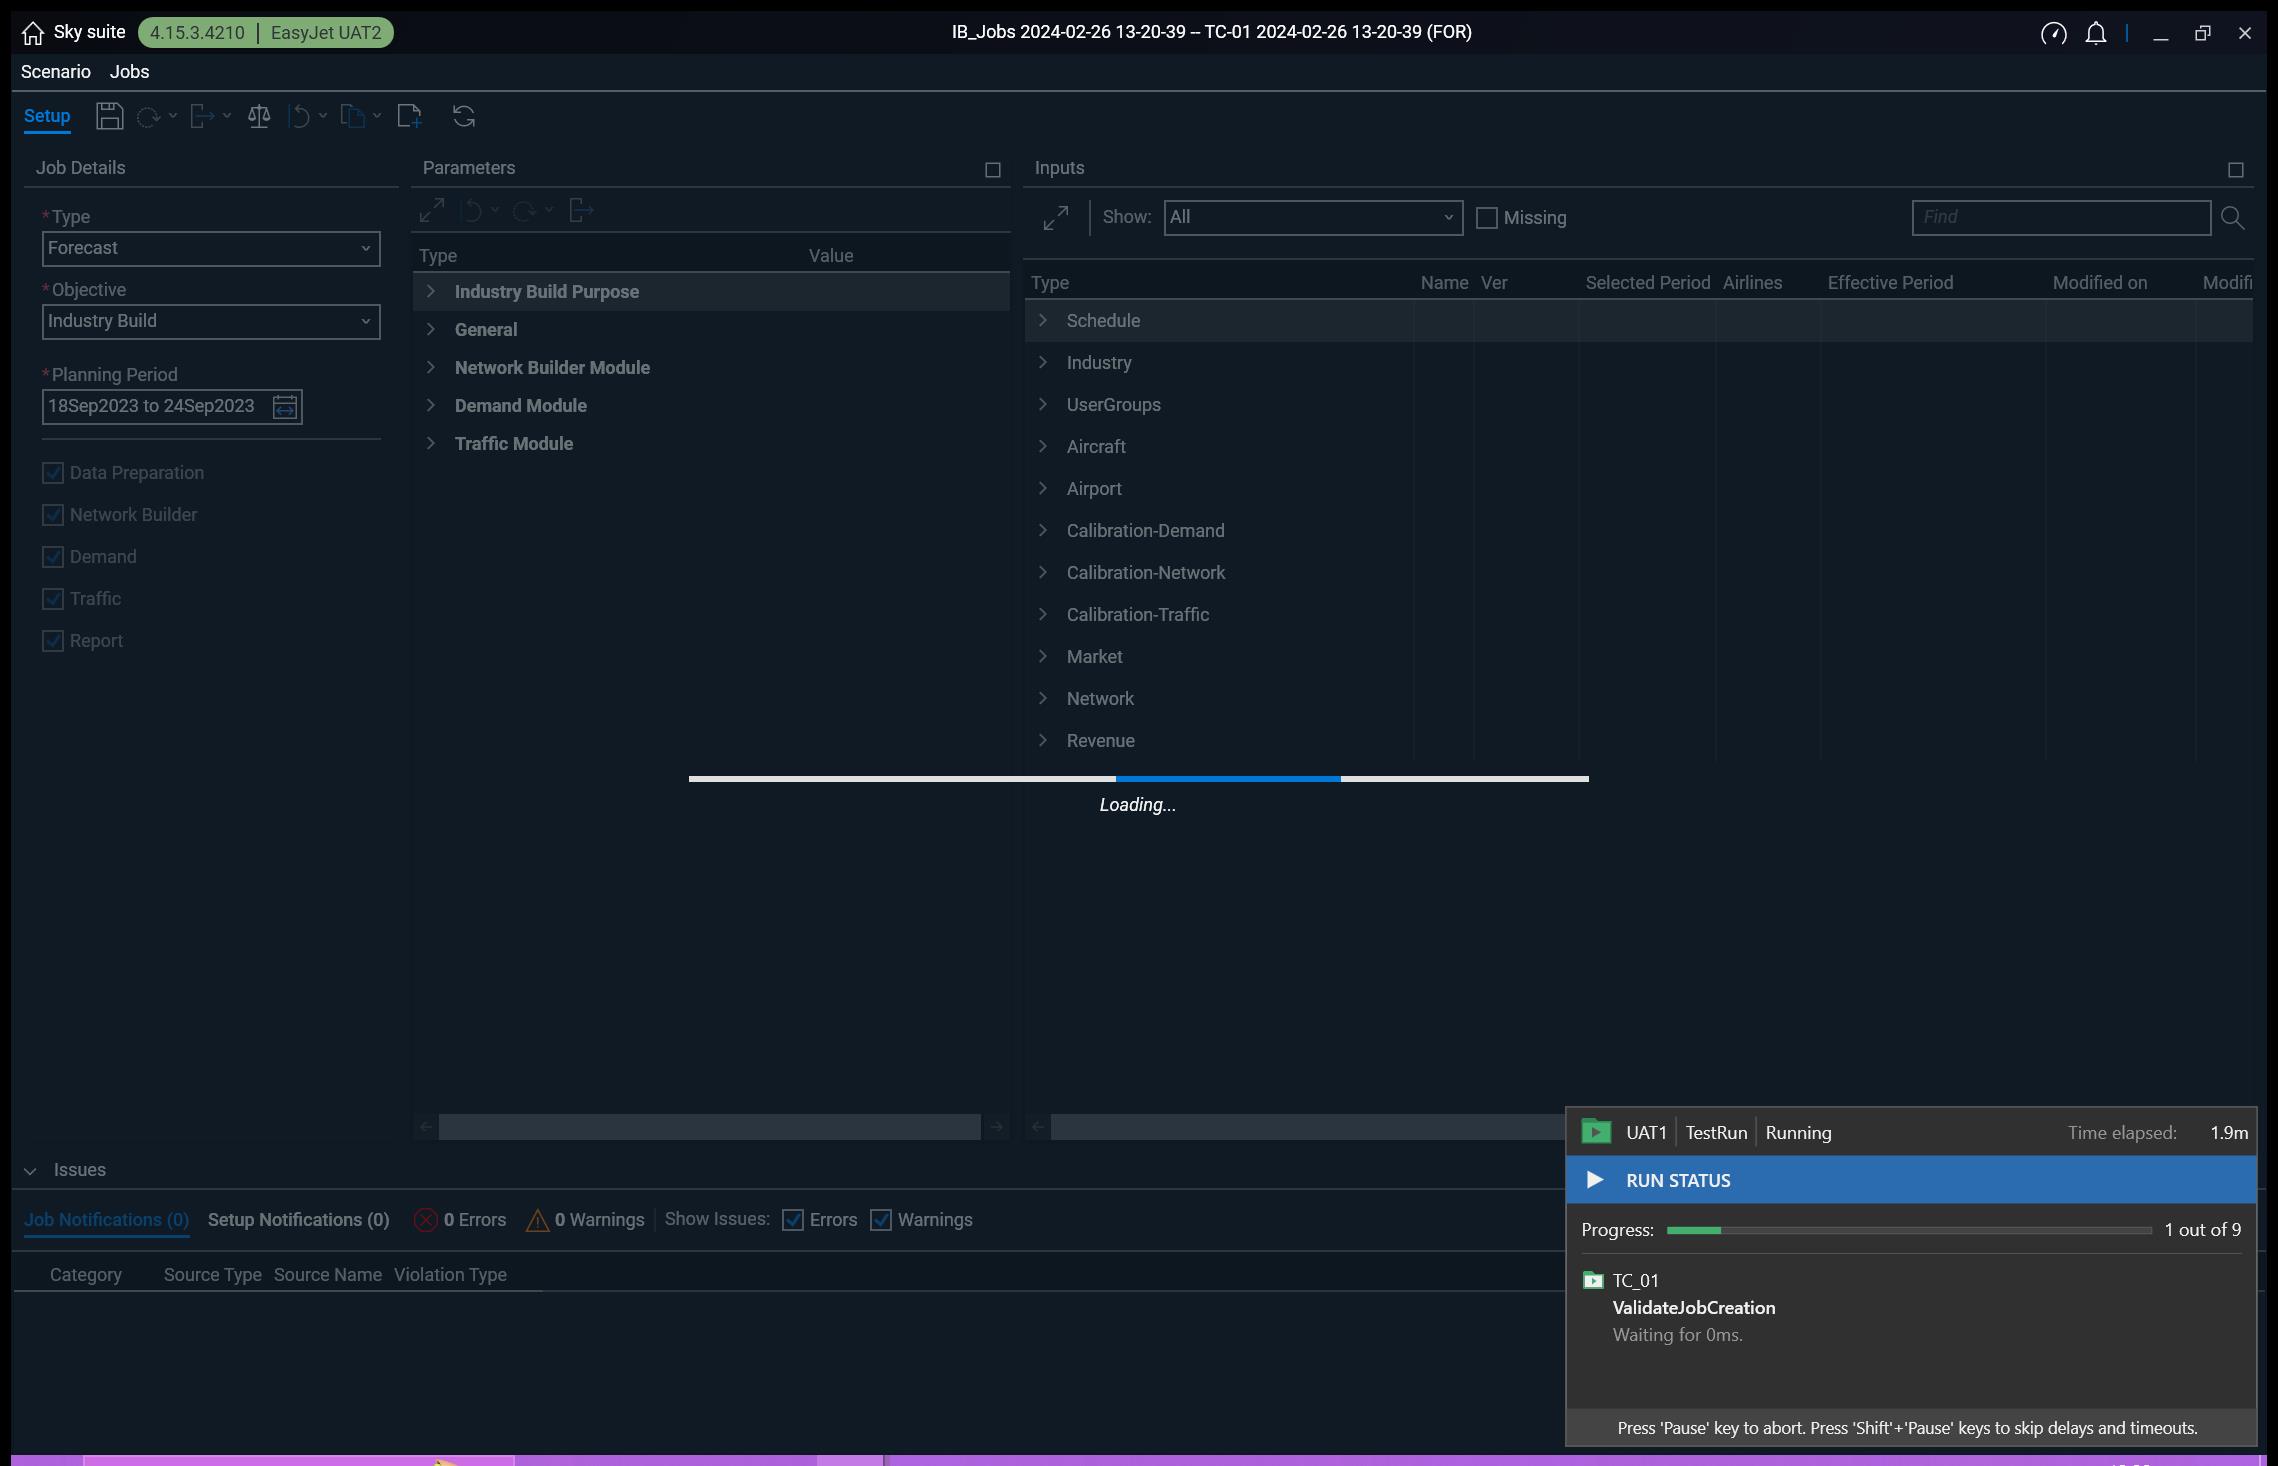 Sky suite 4.15.3.4210 | EasyJet UAT2
IB_Jobs 2024-02-26 13-20-39 -- TC-01 2024-02-26 13-20-39 (FOR)
Scenario Jobs
Setup
Job Details
*Type
Forecast
*Objective
Industry Build
*Planning Period
18Sep2023 to 24Sep2023
Data Preparation
Network Builder
Demand
Traffic
Report
Parameters
Type Value
Industry Build Purpose
General
Network Builder Module
Demand Module
Traffic Module
Inputs
Show: All Missing Find
Type Name Ver Selected Period Airlines Effective Period Modified on Modifi
Schedule
Industry
UserGroups
Aircraft
Airport
Calibration-Demand
Calibration-Network
Calibration-Traffic
Market
Network
Revenue
Loading...
Issues
Job Notifications (0) Setup Notifications (0) 0 Errors 0 Warnings Show Issues: Errors Warnings
Category Source Type Source Name Violation Type
UAT1 TestRun Running Time elapsed: 1.9m
RUN STATUS
Progress: 1 out of 9
TC_01
ValidateJobCreation
Waiting for 0ms.
Press 'Pause' key to abort. Press 'Shift'+'Pause' keys to skip delays and timeouts.